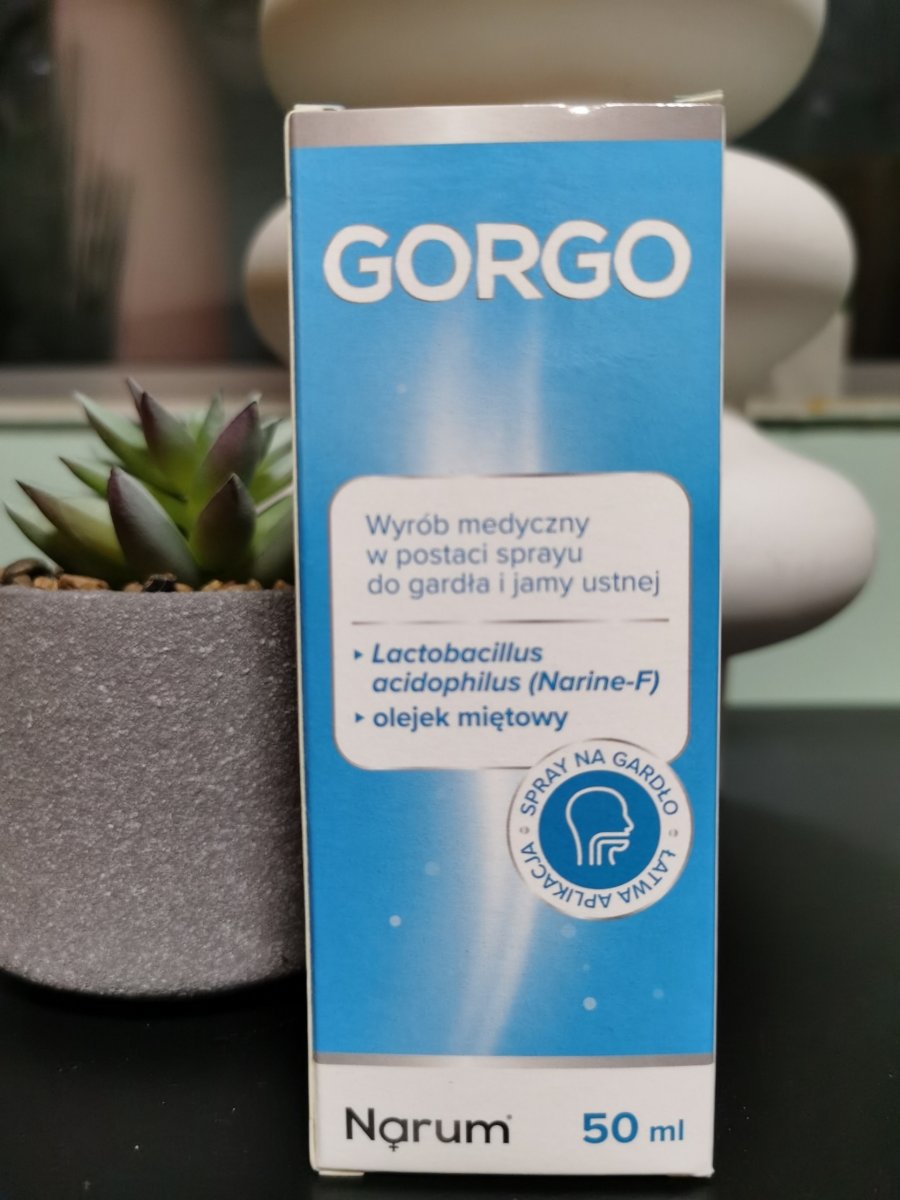 GORGO
Wyrób medyczny
w postaci sprayu
do gardła i jamy ustnej
▸ Lactobacillus
acidophilus (Narine-F)
▸ olejek miętowy
SPRAY NA GARDŁO
ŁATWA APLIKACJA
Narum®
50 ml